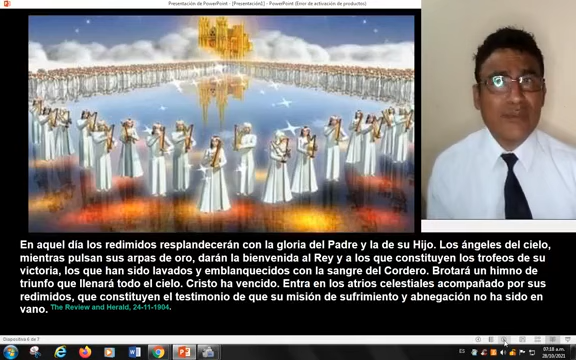 Presentación de PowerPoint - [Presentación1] - PowerPoint (Error de activación de productos)
En aquel día los redimidos resplandecerán con la gloria del Padre y la de su Hijo. Los ángeles del cielo,
mientras pulsan sus arpas de oro, darán la bienvenida al Rey y a los que constituyen los trofeos de su
victoria, los que han sido lavados y emblanquecidos con la sangre del Cordero. Brotará un himno de
triunfo que llenará todo el cielo. Cristo ha vencido. Entra en los atrios celestiales acompañado por sus
redimidos, que constituyen el testimonio de que su misión de sufrimiento y abnegación no ha sido en
vano. The Review and Herald, 24-11-1904.
Diapositiva 6 de 7
07:18 a.m.
28/10/2021